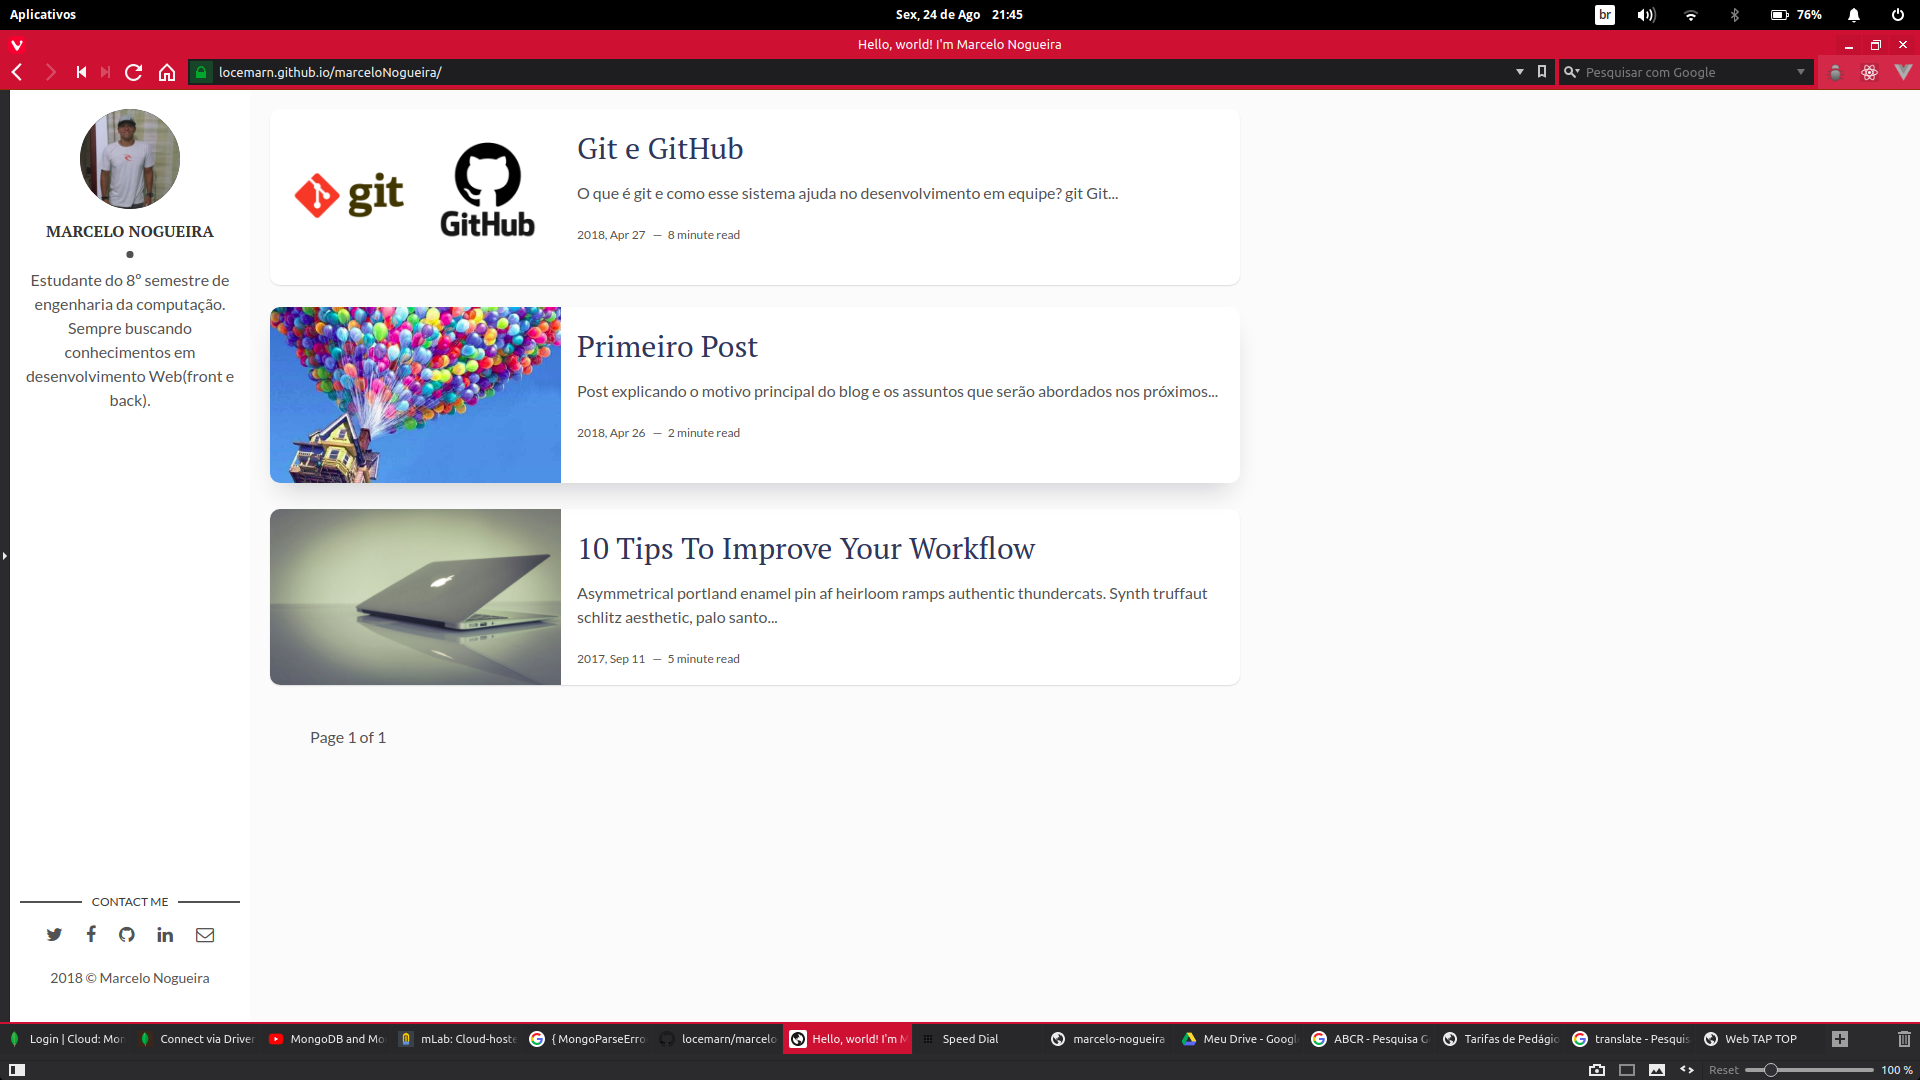 Aplicativos
Sex, 24 de Ago 21:45
br
76%
Hello, world! I'm Marcelo Nogueira
locemarn.github.io/marceloNogueira/
Pesquisar com Google
MARCELO NOGUEIRA
Estudante do 8º semestre de
engenharia da computação.
Sempre buscando
conhecimentos em
desenvolvimento Web(front e
back).
CONTACT ME
2018 © Marcelo Nogueira
git
GitHub
Git e GitHub
O que é git e como esse sistema ajuda no desenvolvimento em equipe? git Git...
2018, Apr 27 — 8 minute read
Primeiro Post
Post explicando o motivo principal do blog e os assuntos que serão abordados nos próximos...
2018, Apr 26 — 2 minute read
10 Tips To Improve Your Workflow
Asymmetrical portland enamel pin af heirloom ramps authentic thundercats. Synth truffaut
schlitz aesthetic, palo santo...
2017, Sep 11 — 5 minute read
Page 1 of 1
Login | Cloud: Mon
Connect via Driver
MongoDB and Mo
mLab: Cloud-hoste
{ MongoParseErro
locemarn/marcelo
Hello, world! I'm M
Speed Dial
marcelo-nogueira
Meu Drive - Googl
ABCR - Pesquisa G
Tarifas de Pedágio
translate - Pesquis
Web TAP TOP
Reset
100 %